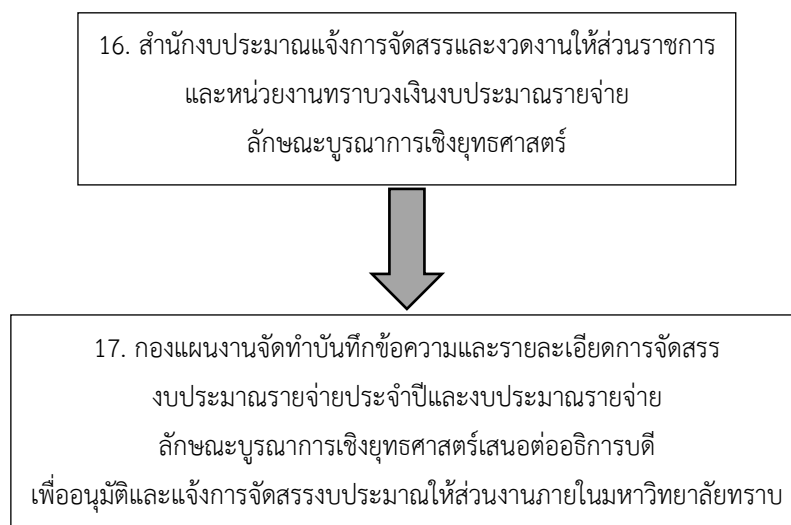 16. สำนักงบประมาณแจ้งการจัดสรรและงวดงานให้ส่วนราชการ
และหน่วยงานทราบวงเงินงบประมาณรายจ่าย
ลักษณะบูรณาการเชิงยุทธศาสตร์
17. กองแผนงานจัดทำบันทึกข้อความและรายละเอียดการจัดสรร
งบประมาณรายจ่ายประจำปีและงบประมาณรายจ่าย
ลักษณะบูรณาการเชิงยุทธศาสตร์เสนอต่ออธิการบดี
เพื่ออนุมัติและแจ้งการจัดสรรงบประมาณให้ส่วนงานภายในมหาวิทยาลัยทราบ